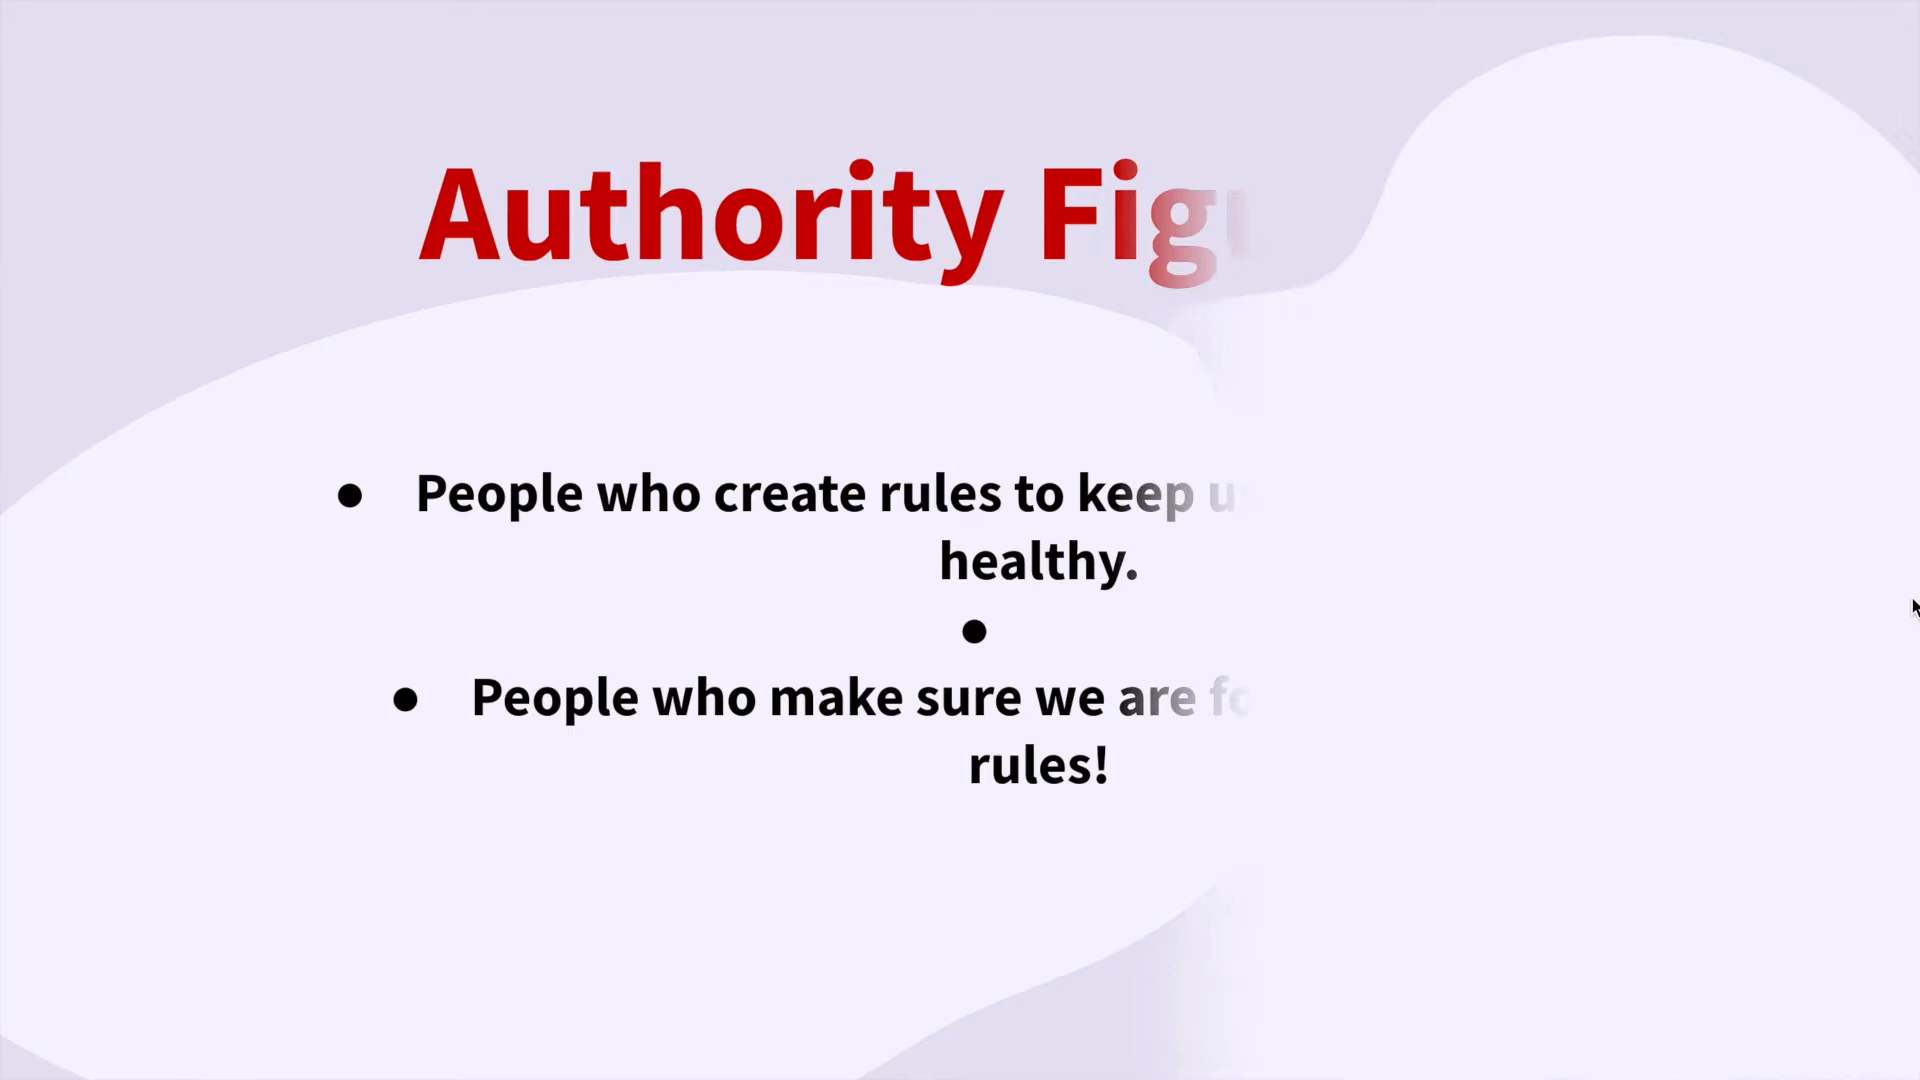 Authority Fig
● People who create rules to keep
healthy.
●
● People who make sure we are
rules!